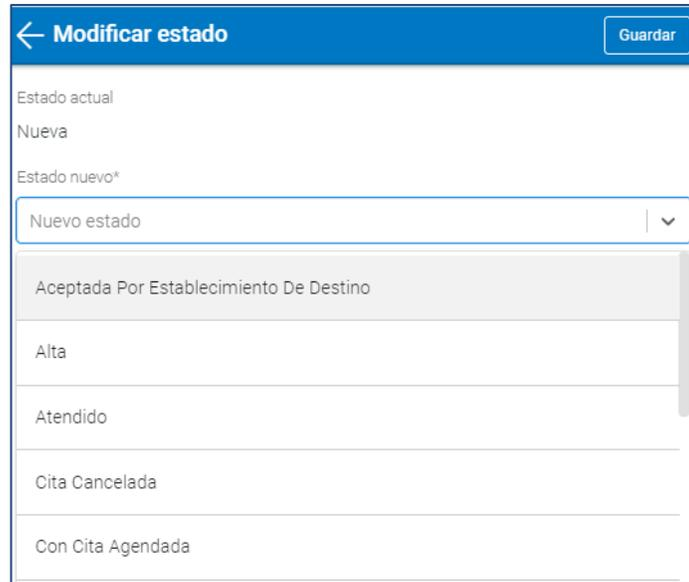 Modificar estado
Guardar
Estado actual
Nueva
Estado nuevo*
Nuevo estado
Aceptada Por Establecimiento De Destino
Alta
Atendido
Cita Cancelada
Con Cita Agendada